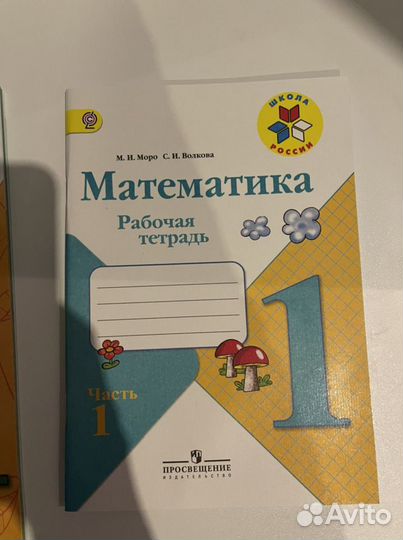 М. И. Моро С. И. Волкова
ШКОЛА
РОССИИ
Математика
Рабочая
тетрадь
1
Часть
1
ПРОСВЕЩЕНИЕ
ИЗДАТЕЛЬСТВО
Avito